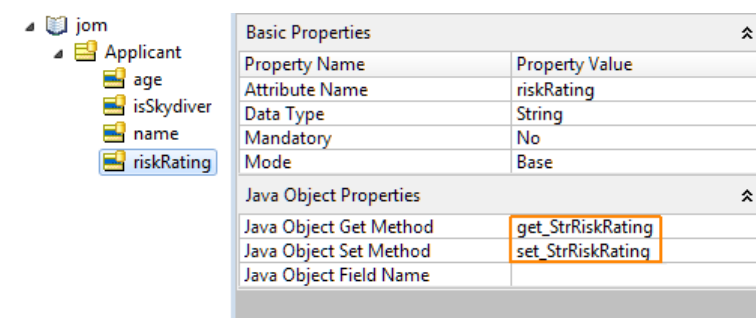 jom
Applicant
age
isSkydiver
name
riskRating
Basic Properties
Property Name Property Value
Attribute Name riskRating
Data Type String
Mandatory No
Mode Base
Java Object Properties
Java Object Get Method get_StrRiskRating
Java Object Set Method set_StrRiskRating
Java Object Field Name